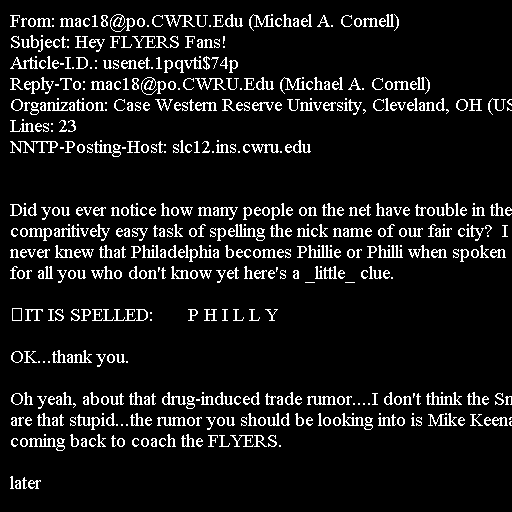 From: mac18@po.CWRU.Edu (Michael A. Cornell)
Subject: Hey FLYERS Fans!
Article-I.D.: usenet.1pqvti$74p
Reply-To: mac18@po.CWRU.Edu (Michael A. Cornell)
Organization: Case Western Reserve University, Cleveland, OH (US
Lines: 23
NNTP-Posting-Host: slc12.ins.cwru.edu
Did you ever notice how many people on the net have trouble in the
comparitively easy task of spelling the nick name of our fair city? I
never knew that Philadelphia becomes Phillie or Philli when spoken
for all you who don't know yet here's a _little_ clue.
IT IS SPELLED: P H I L L Y
OK...thank you.
Oh yeah, about that drug-induced trade rumor....I don't think the Sn
are that stupid...the rumor you should be looking into is Mike Keena
coming back to coach the FLYERS.
later